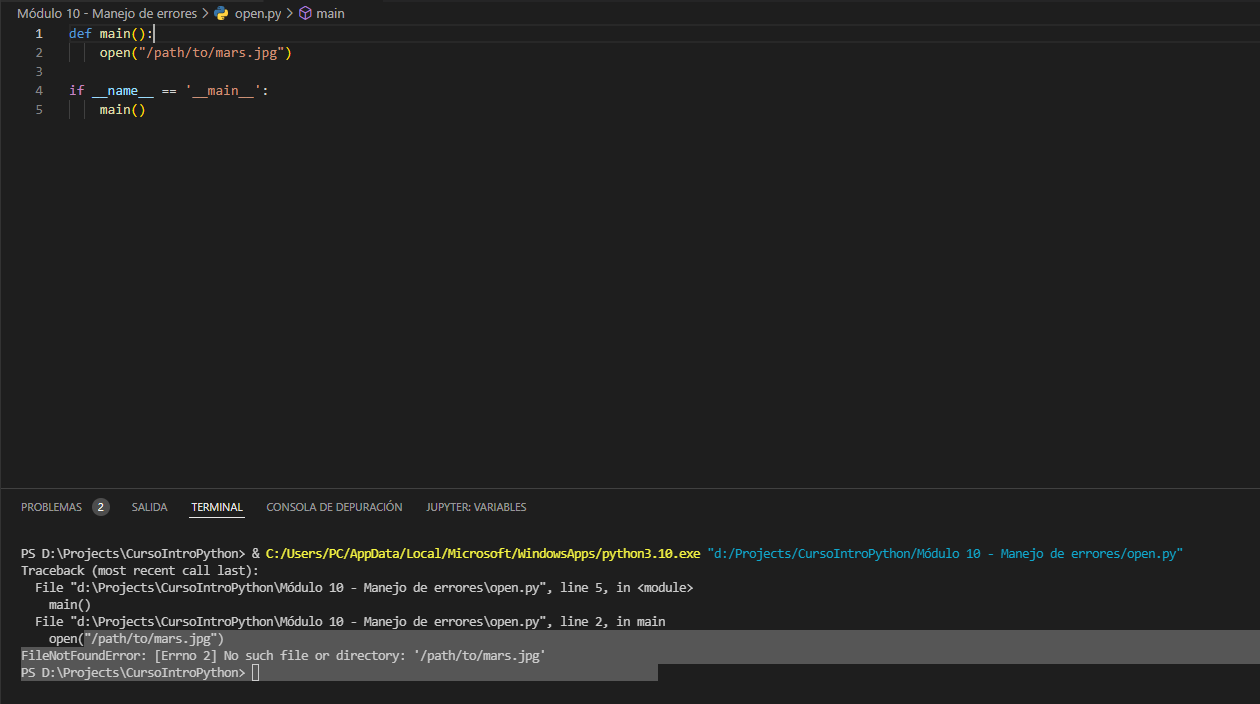 Módulo 10 - Manejo de errores > open.py > main
1 def main():
2     open("/path/to/mars.jpg")
3
4 if __name__ == '__main__':
5     main()
PROBLEMAS 2 SALIDA TERMINAL CONSOLA DE DEPURACIÓN JUPYTER: VARIABLES
PS D:\Projects\CursoIntroPython> & C:/Users/PC/AppData/Local/Microsoft/WindowsApps/python3.10.exe "d:/Projects/CursoIntroPython/Módulo 10 - Manejo de errores/open.py"
Traceback (most recent call last):
  File "d:\Projects\CursoIntroPython\Módulo 10 - Manejo de errores\open.py", line 5, in <module>
    main()
  File "d:\Projects\CursoIntroPython\Módulo 10 - Manejo de errores\open.py", line 2, in main
    open("/path/to/mars.jpg")
FileNotFoundError: [Errno 2] No such file or directory: '/path/to/mars.jpg'
PS D:\Projects\CursoIntroPython>